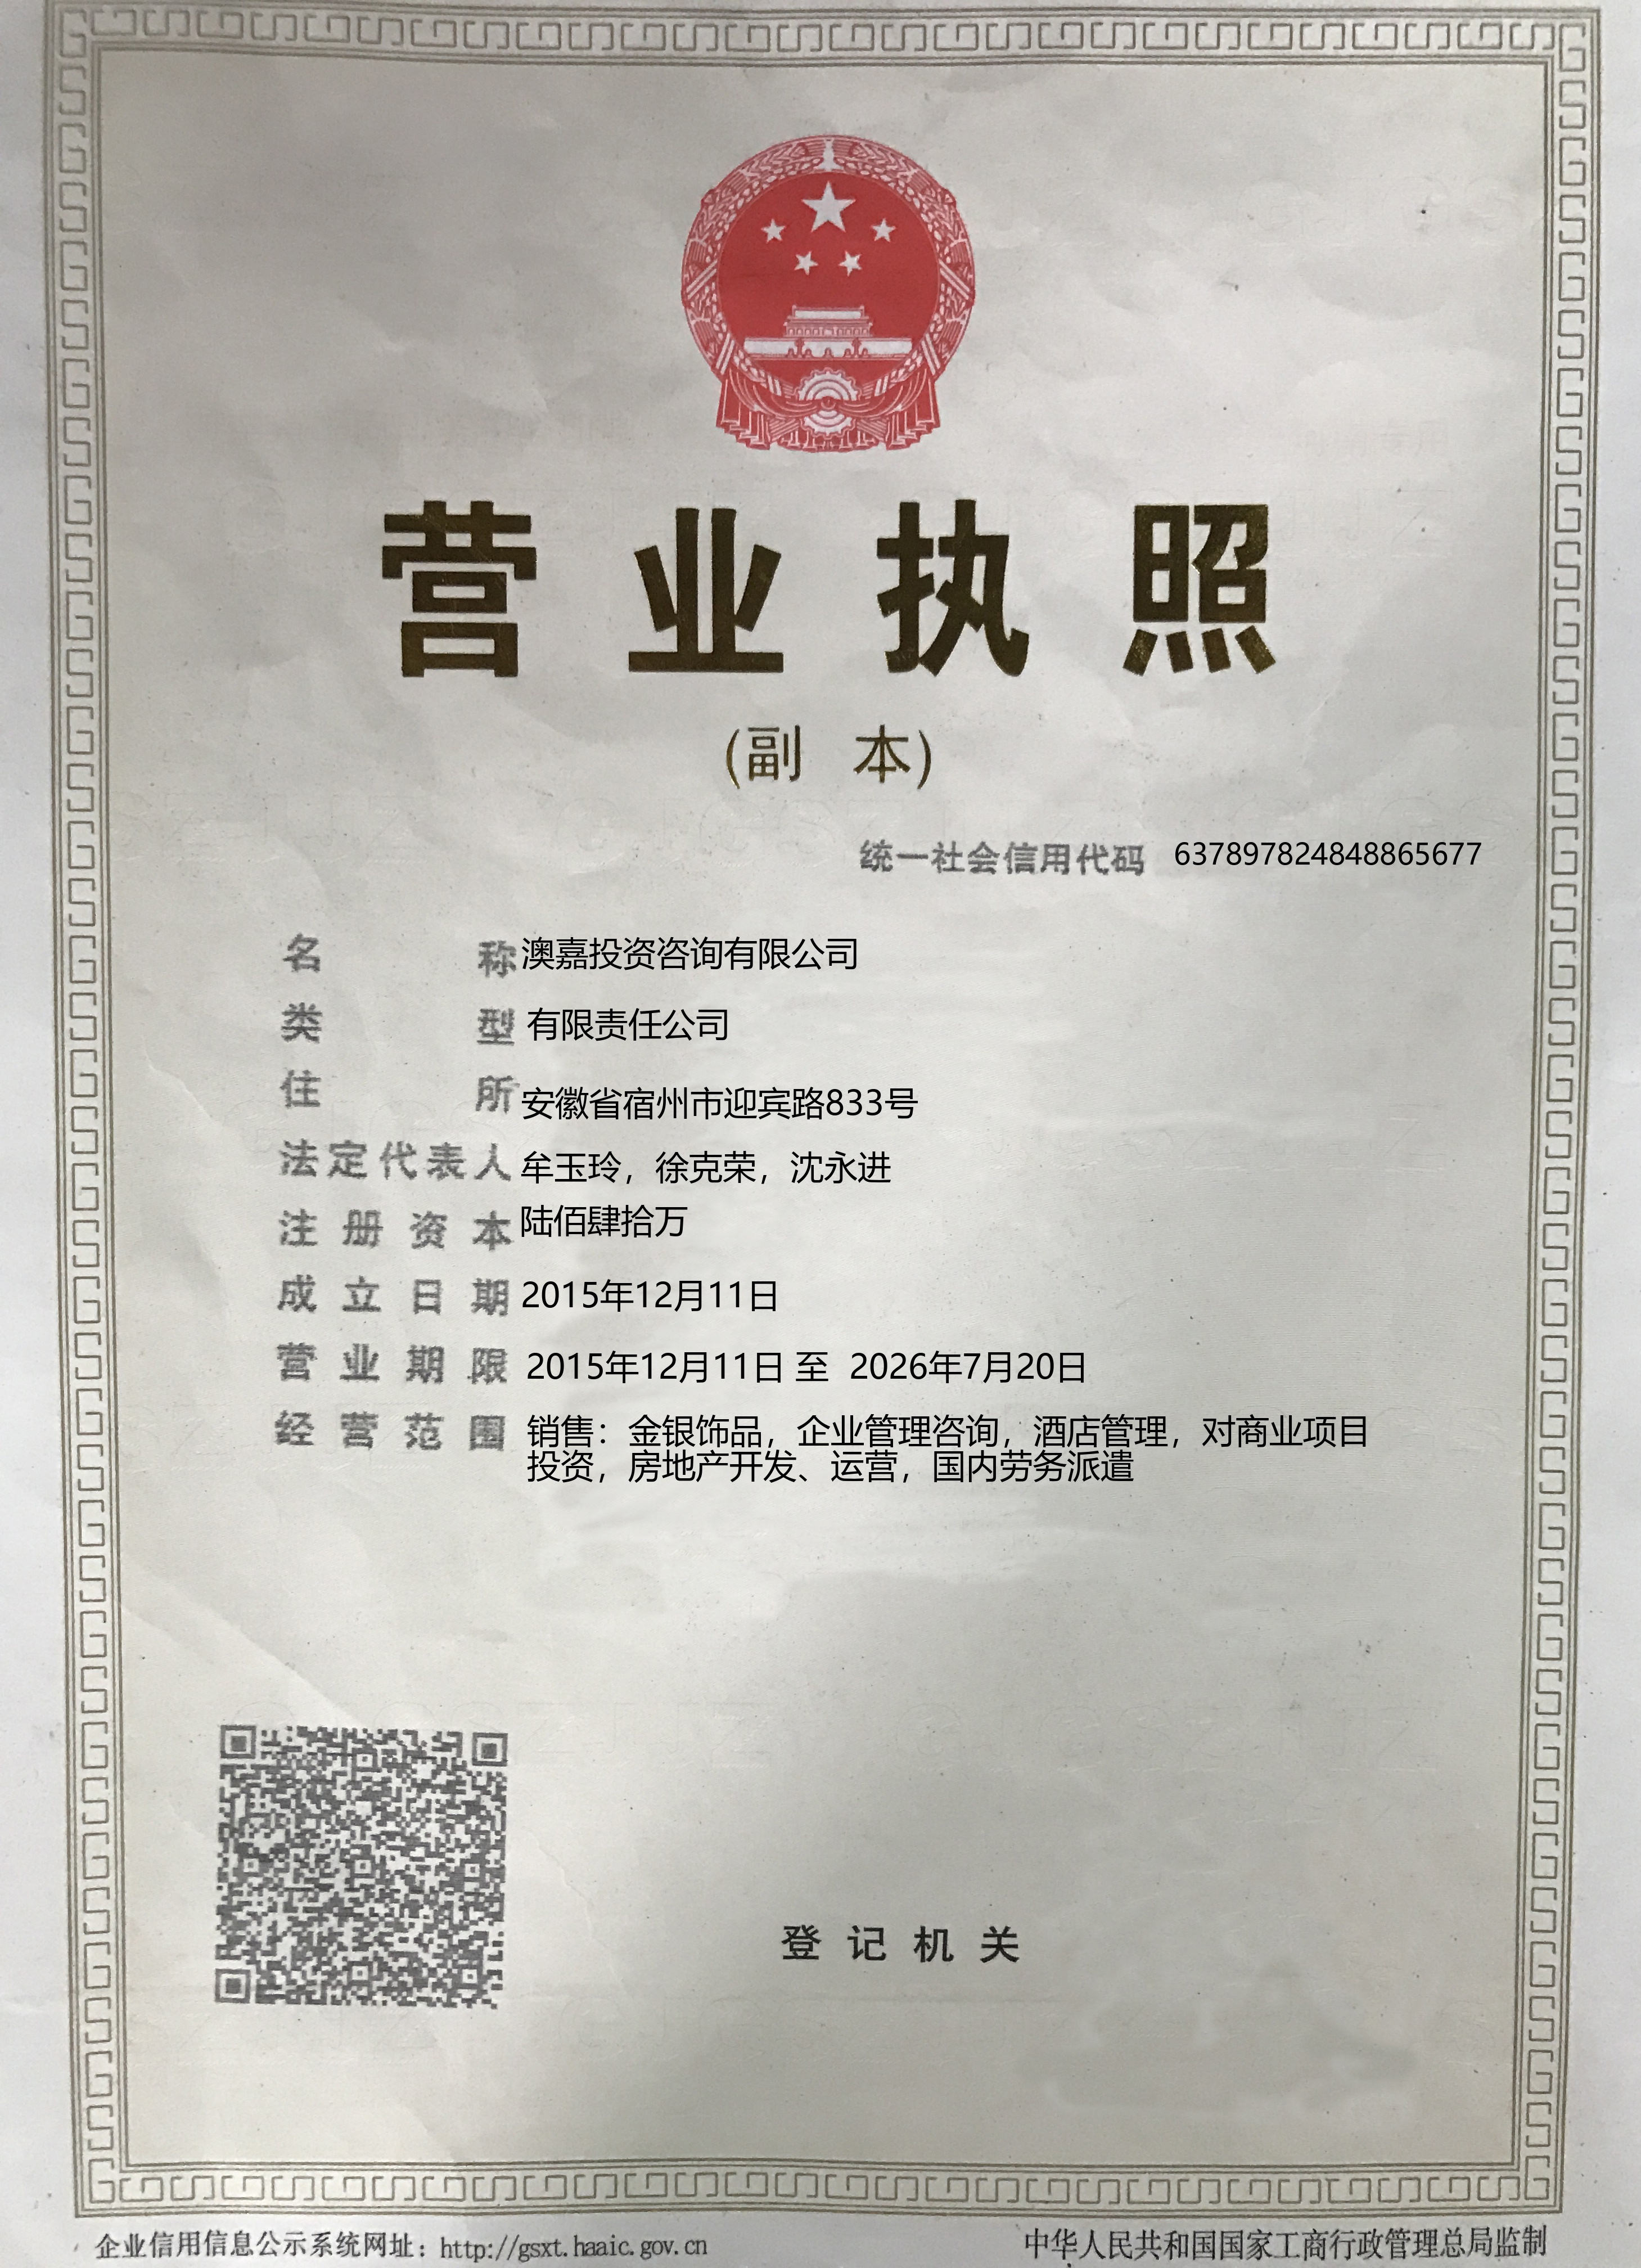 营业执照
(副 本)
统一社会信用代码 637897824848865677
名 称 澳嘉投资咨询有限公司
类 型 有限责任公司
住 所 安徽省宿州市迎宾路833号
法定代表人 牟玉玲，徐克荣，沈永进
注册资本 陆佰肆拾万
成立日期 2015年12月11日
营业期限 2015年12月11日 至 2026年7月20日
经营范围 销售：金银饰品，企业管理咨询，酒店管理，对商业项目
投资，房地产开发、运营，国内劳务派遣
登记机关
企业信用信息公示系统网址：http://gsxt.haaic.gov.cn
中华人民共和国国家工商行政管理总局监制